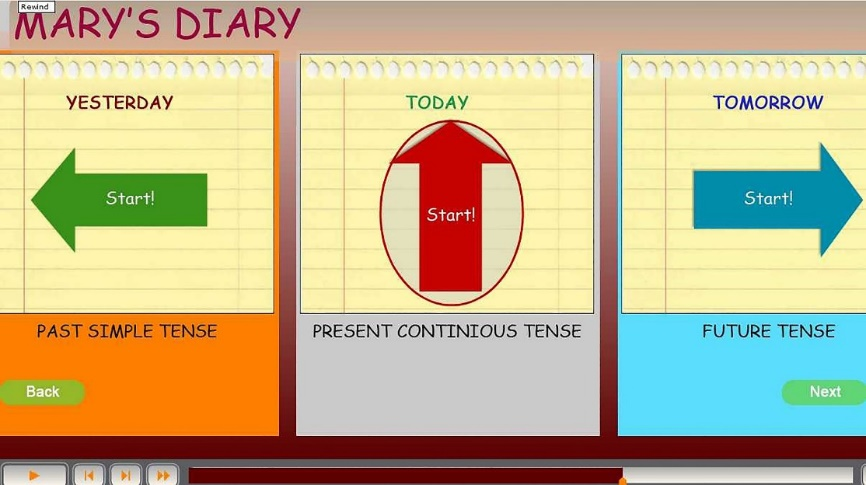 Rewind
MARY'S DIARY
YESTERDAY
Start!
PAST SIMPLE TENSE
Back
TODAY
Start!
PRESENT CONTINIOUS TENSE
TOMORROW
Start!
FUTURE TENSE
Next